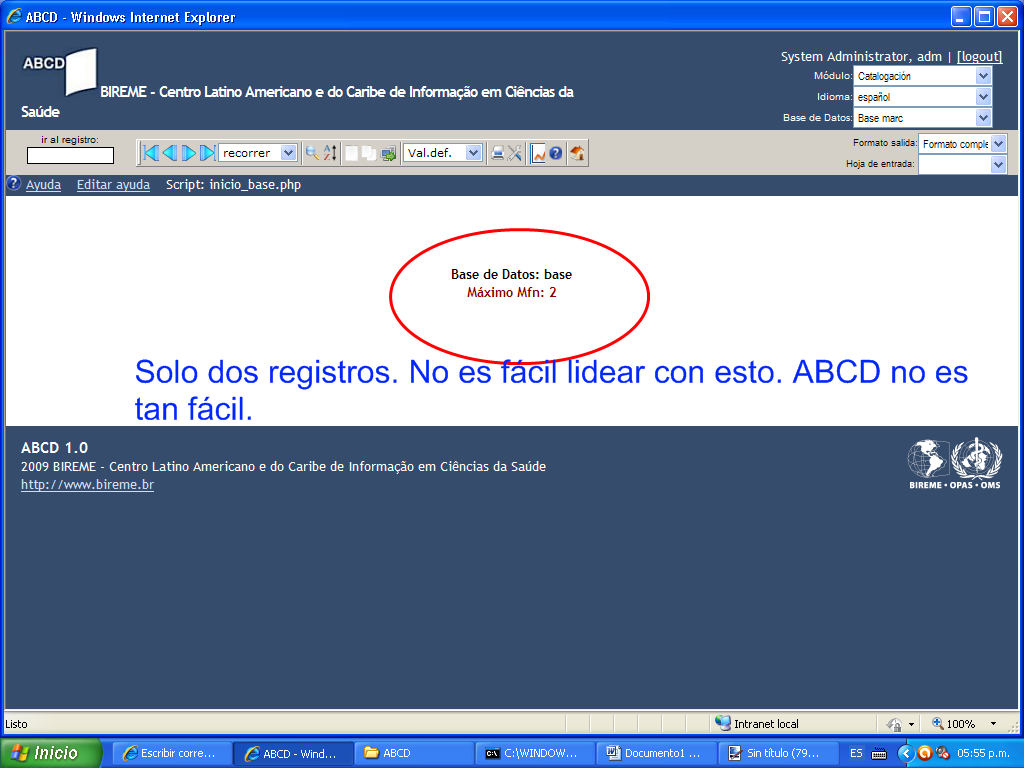 ABCD - Windows Internet Explorer
ABCD
BIREME - Centro Latino Americano e do Caribe de Informação em Ciências da
Saúde
System Administrator, adm | [logout]
Módulo: Catalogación
Idioma: español
Base de Datos: Base marc
ir al registro:
recorrer
Val.def.
Formato salida: Formato comple
Hoja de entrada:
Ayuda Editar ayuda Script: inicio_base.php
Base de Datos: base
Máximo Mfn: 2
Solo dos registros. No es fácil lidear con esto. ABCD no es
tan fácil.
ABCD 1.0
2009 BIREME - Centro Latino Americano e do Caribe de Informação em Ciências da Saúde
http://www.bireme.br
BIREME • OPAS • OMS
Listo
Intranet local
100%
Inicio
Escribir corre...
ABCD - Wind...
ABCD
C:\WINDOW...
Documento1 ...
Sin título (79...
ES
05:55 p.m.